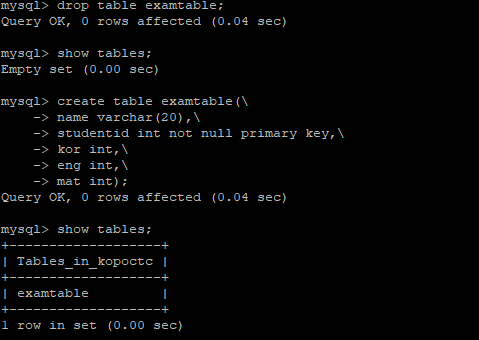 mysql> drop table examtable;
Query OK, 0 rows affected (0.04 sec)
mysql> show tables;
Empty set (0.00 sec)
mysql> create table examtable(\
    -> name varchar(20),\
    -> studentid int not null primary key,\
    -> kor int,\
    -> eng int,\
    -> mat int);
Query OK, 0 rows affected (0.04 sec)
mysql> show tables;
+-------------------+
| Tables_in_kopoctc |
+-------------------+
| examtable         |
+-------------------+
1 row in set (0.00 sec)